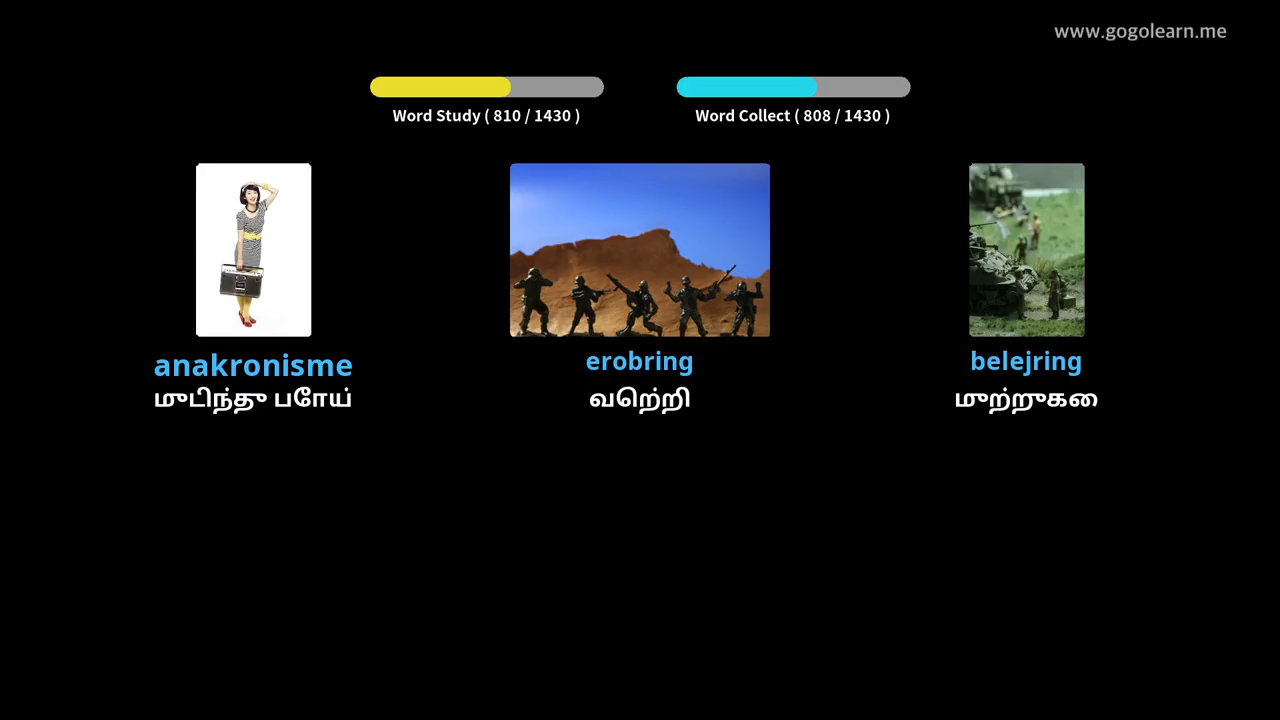 www.gogolearn.me
Word Study ( 810 / 1430 )
Word Collect ( 808 / 1430 )
anakronisme
முடிந்து போய்
erobring
வெற்றி
belejring
முற்றுகை